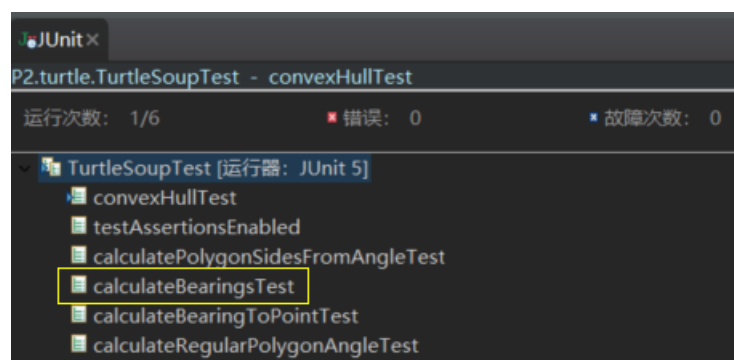 JUnit
P2.turtle.TurtleSoupTest - convexHullTest
运行次数: 1/6 错误: 0 故障次数: 0
TurtleSoupTest [运行器: JUnit 5]
convexHullTest
testAssertionsEnabled
calculatePolygonSidesFromAngleTest
calculateBearingsTest
calculateBearingToPointTest
calculateRegularPolygonAngleTest